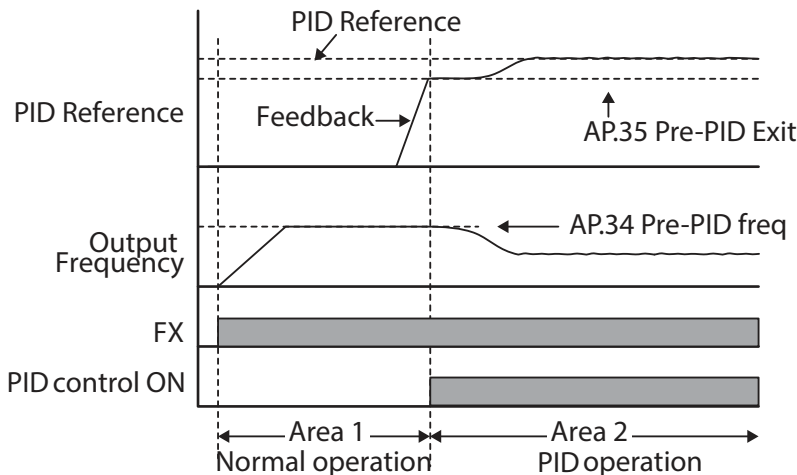 PID Reference
PID Reference
Feedback
AP.35 Pre-PID Exit
AP.34 Pre-PID freq
Output
Frequency
FX
PID control ON
Area 1
Area 2
Normal operation
PID operation